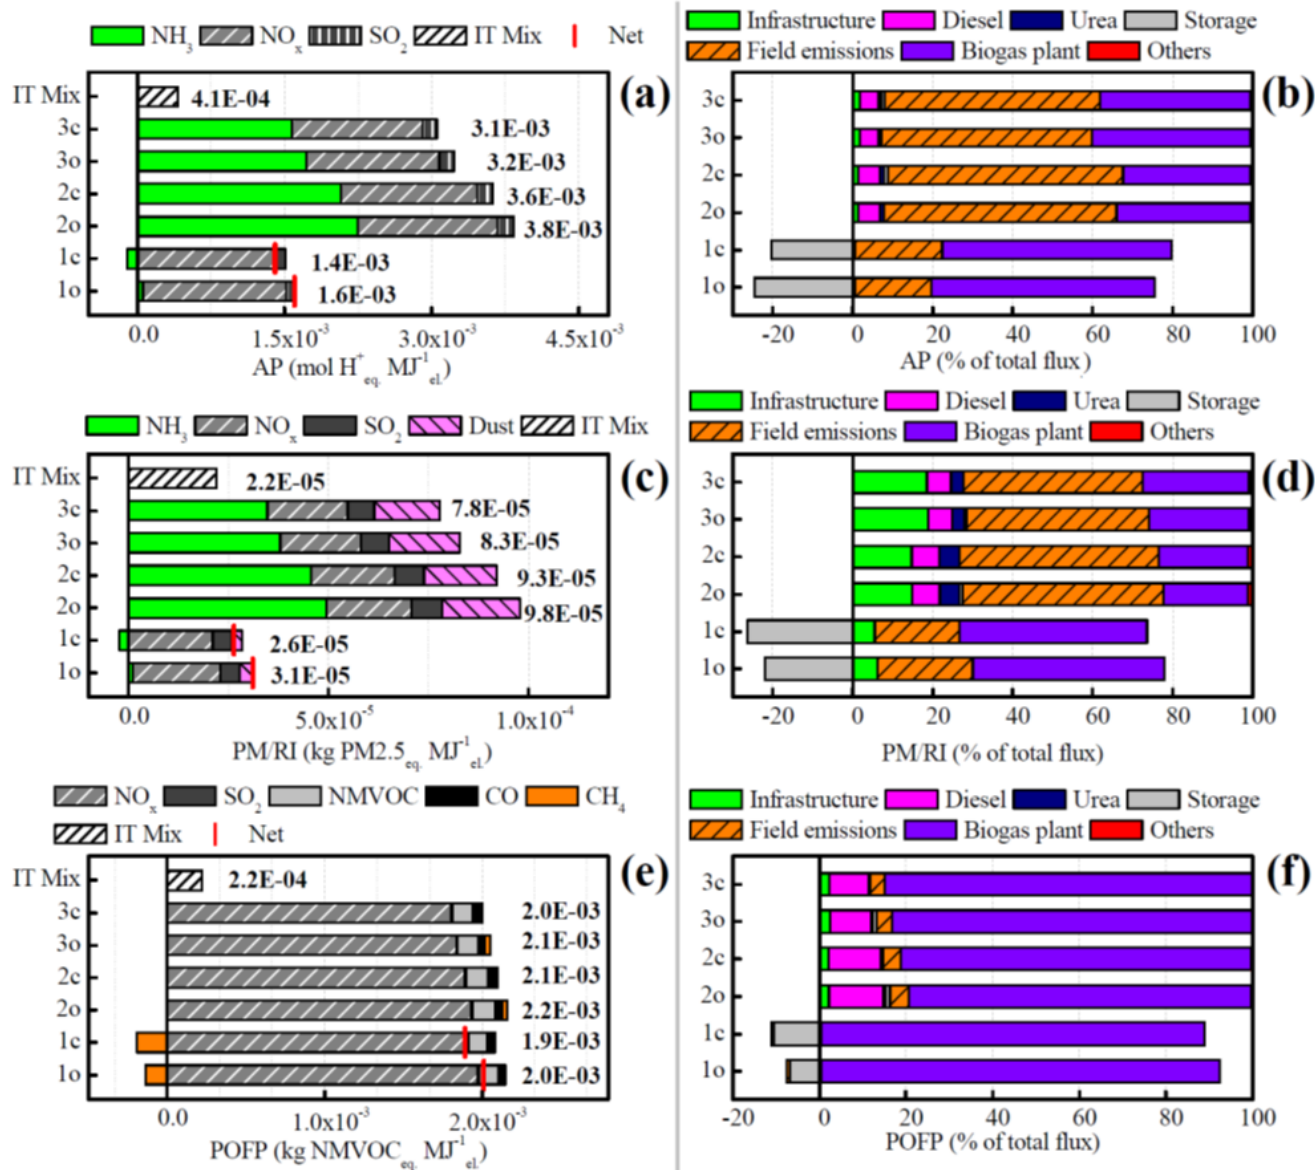 NH3 NOx SO2 IT Mix Net
IT Mix
3c
3o
2c
2o
1c
1o
4.1E-04
3.1E-03
3.2E-03
3.6E-03
3.8E-03
1.4E-03
1.6E-03
(a)
0.0 1.5x10^-3 3.0x10^-3 4.5x10^-3
AP (mol H+ eq. MJ-1 el.)
Infrastructure Diesel Urea Storage
Field emissions Biogas plant Others
3c
3o
2c
2o
1c
1o
(b)
-20 0 20 40 60 80 100
AP (% of total flux)
NH3 NOx SO2 Dust IT Mix
IT Mix
3c
3o
2c
2o
1c
1o
2.2E-05
7.8E-05
8.3E-05
9.3E-05
9.8E-05
2.6E-05
3.1E-05
(c)
0.0 5.0x10^-5 1.0x10^-4
PM/RI (kg PM2.5eq. MJ-1 el.)
Infrastructure Diesel Urea Storage
Field emissions Biogas plant Others
3c
3o
2c
2o
1c
1o
(d)
-20 0 20 40 60 80 100
PM/RI (% of total flux)
NOx SO2 NMVOC CO CH4
IT Mix Net
IT Mix
3c
3o
2c
2o
1c
1o
2.2E-04
2.0E-03
2.1E-03
2.1E-03
2.2E-03
1.9E-03
2.0E-03
(e)
0.0 1.0x10^-3 2.0x10^-3
POFP (kg NMVOCeq. MJ-1 el.)
Infrastructure Diesel Urea Storage
Field emissions Biogas plant Others
3c
3o
2c
2o
1c
1o
(f)
-20 0 20 40 60 80 100
POFP (% of total flux)